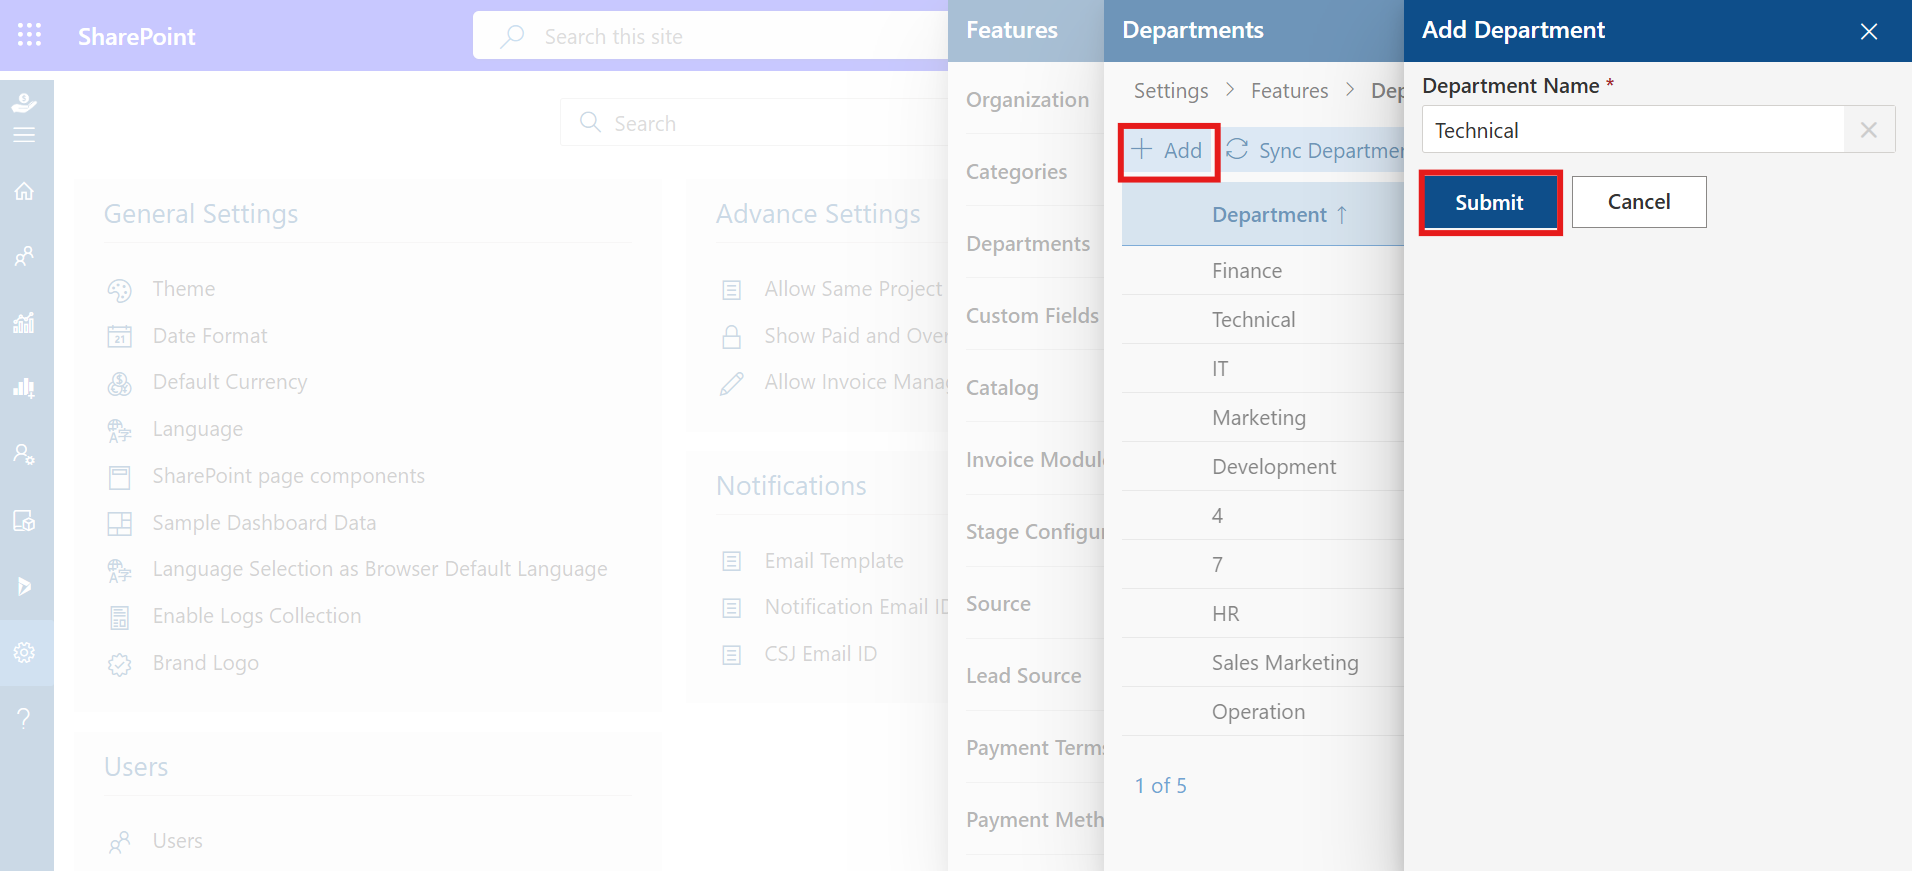 SharePoint
Search this site
Search
General Settings
Theme
21
Date Format
Default Currency
Language
SharePoint page components
Sample Dashboard Data
Language Selection as Browser Default Language
Enable Logs Collection
Brand Logo
Users
Users
Advance Settings
Allow Same Project
Show Paid and Over
Allow Invoice Mana
Notifications
Email Template
Notification Email ID
CSJ Email ID
Features
Organization
Categories
Departments
Custom Fields
Catalog
Invoice Modul
Stage Configu
Source
Lead Source
Payment Terms
Payment Meth
Departments
Settings > Features > Dep
+ Add
Sync Departmen
Department ↑
Finance
Technical
IT
Marketing
Development
4
7
HR
Sales Marketing
Operation
1 of 5
Add Department
Department Name *
Technical
Submit
Cancel